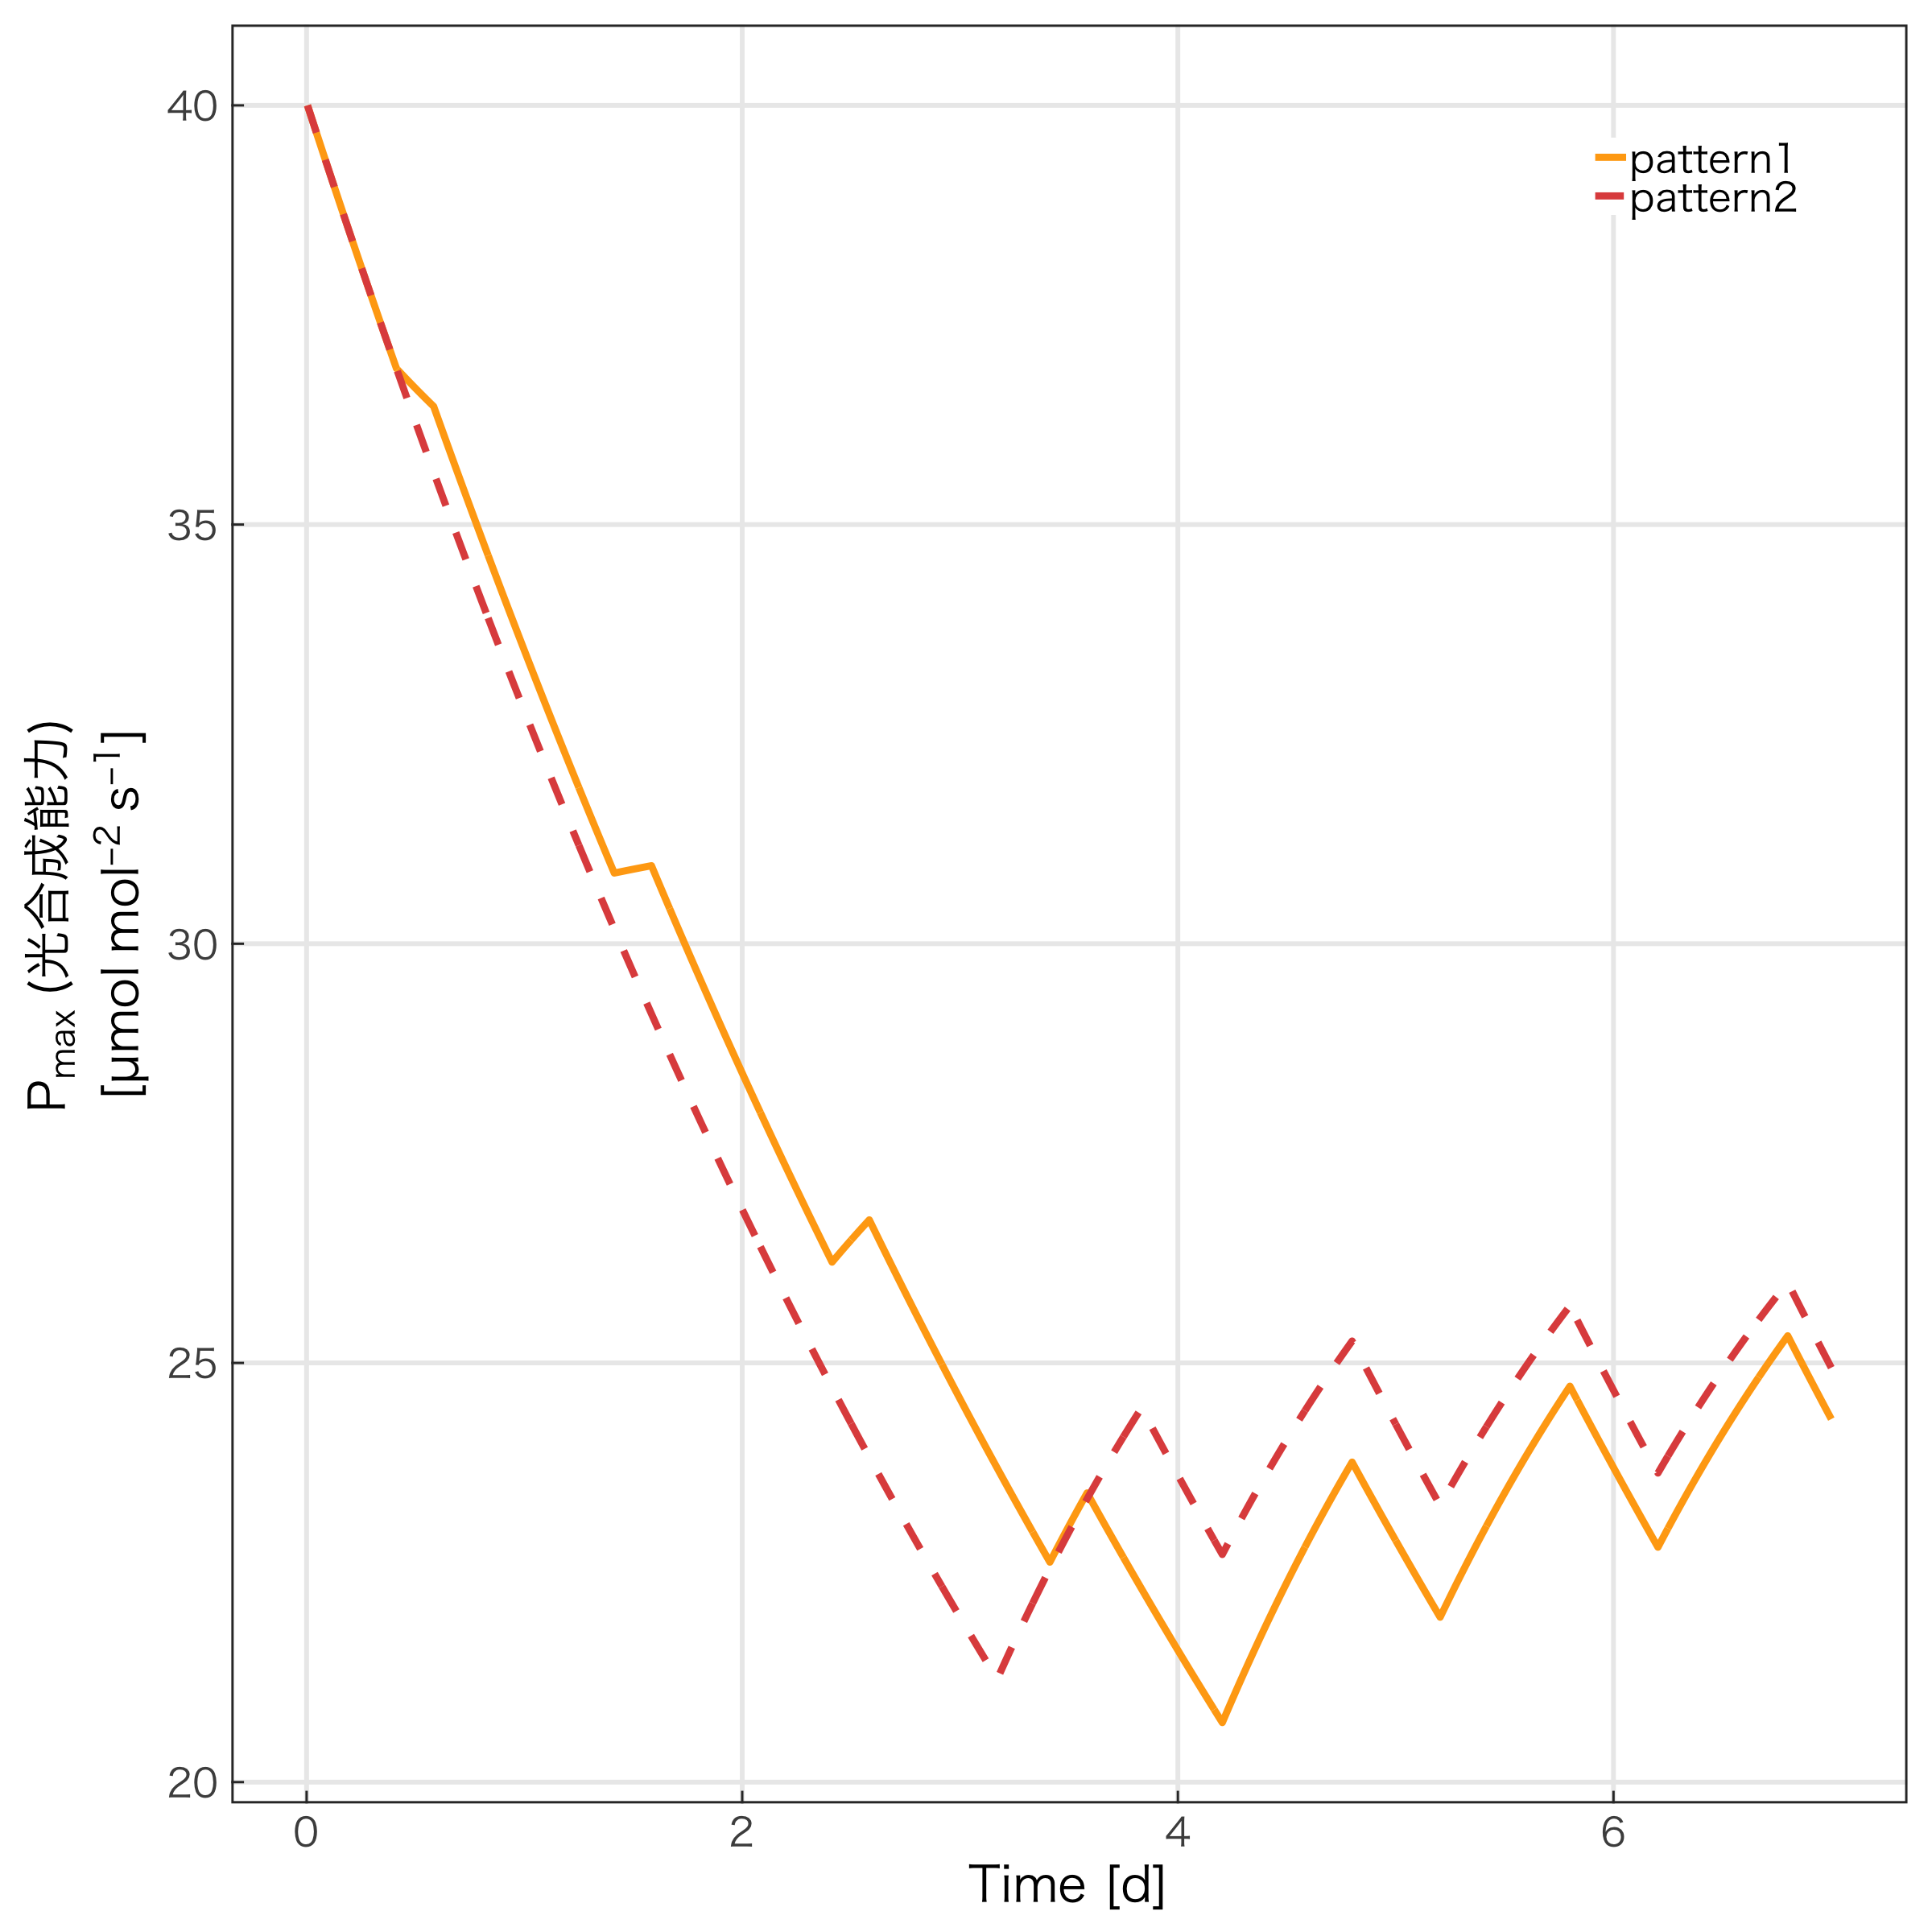 Pmax (光合成能力)
[μmol mol⁻² s⁻¹]
40
35
30
25
20
pattern1
pattern2
0 2 4 6
Time [d]